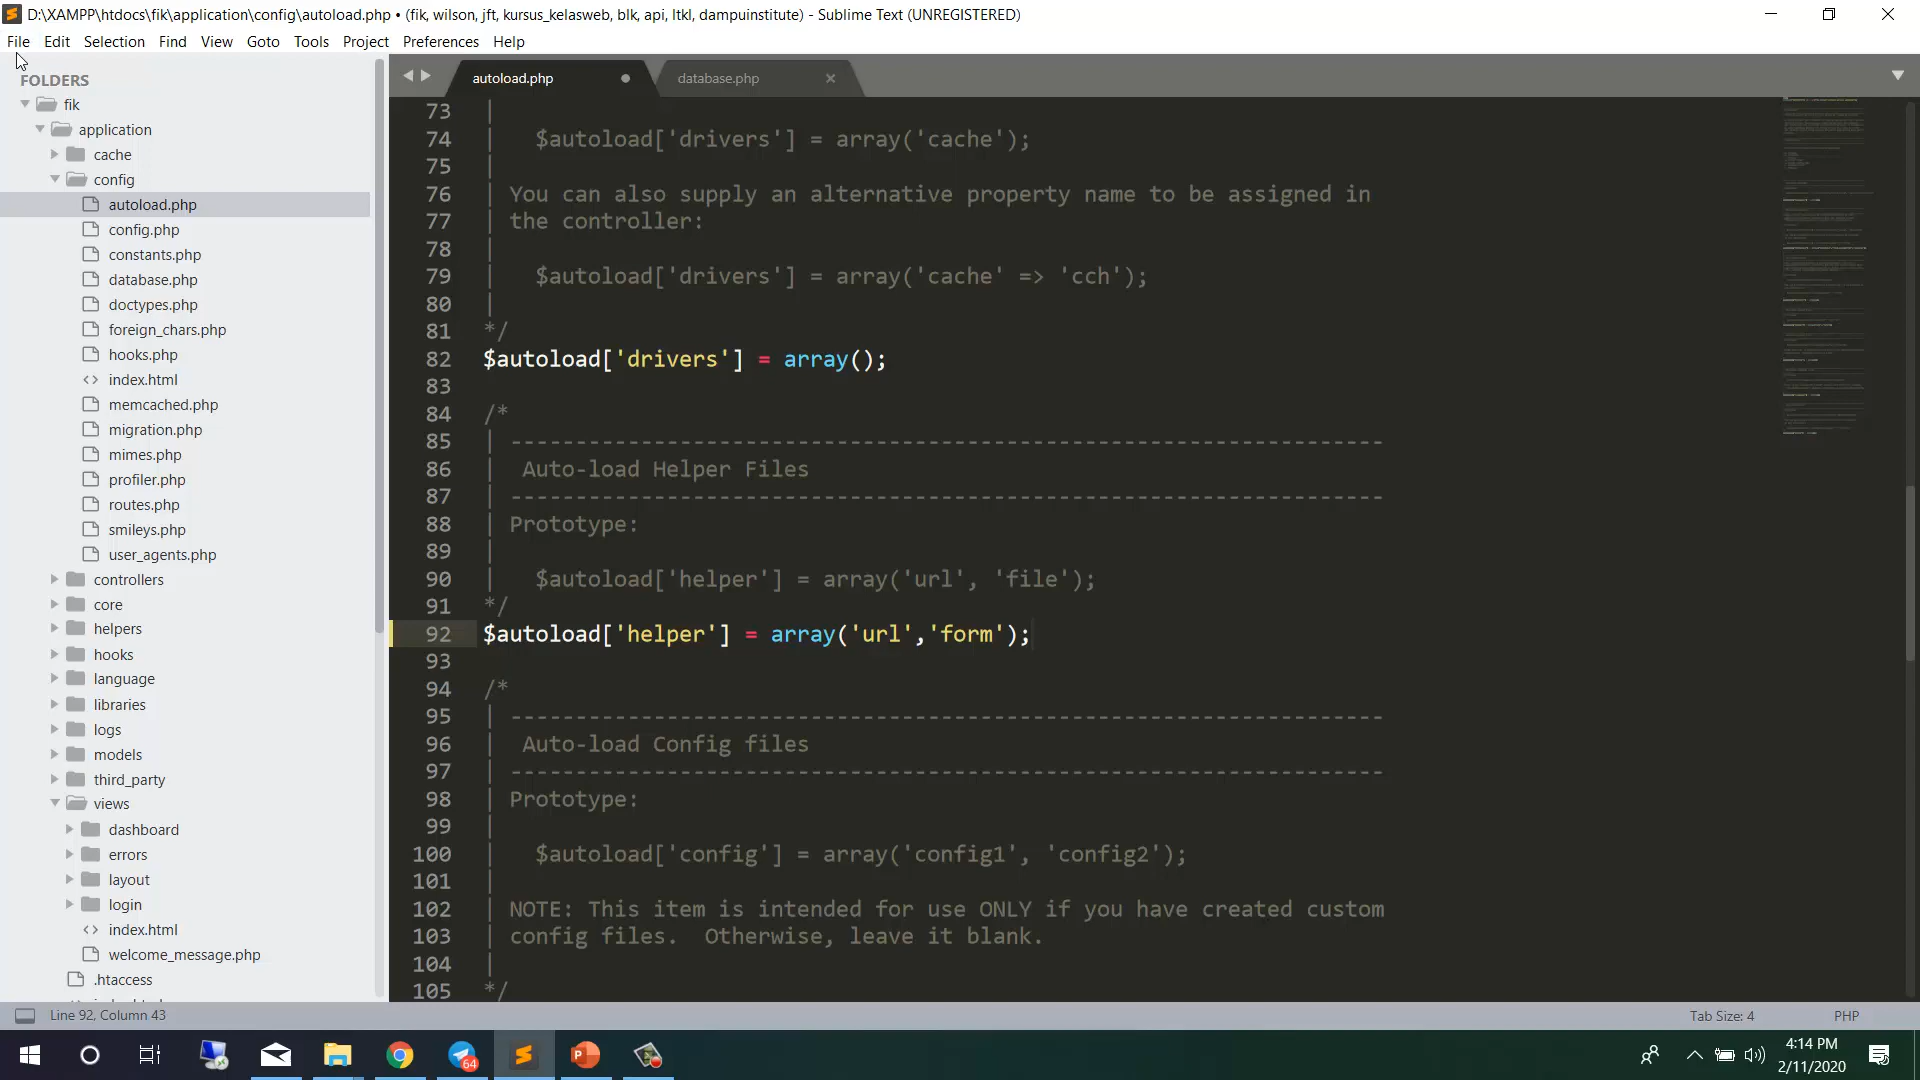 D:\XAMPP\htdocs\fik\application\config\autoload.php • (fik, wilson, jft, kursus_kelasweb, blk, api, ltkl, dampuinstitute) - Sublime Text (UNREGISTERED)
File Edit Selection Find View Goto Tools Project Preferences Help
FOLDERS
fik
application
cache
config
autoload.php
config.php
constants.php
database.php
doctypes.php
foreign_chars.php
hooks.php
index.html
memcached.php
migration.php
mimes.php
profiler.php
routes.php
smileys.php
user_agents.php
controllers
core
helpers
hooks
language
libraries
logs
models
third_party
views
dashboard
errors
layout
login
index.html
welcome_message.php
.htaccess
autoload.php database.php
73 |
74 | $autoload['drivers'] = array('cache');
75 |
76 | You can also supply an alternative property name to be assigned in
77 | the controller:
78 |
79 | $autoload['drivers'] = array('cache' => 'cch');
80 |
81 */
82 $autoload['drivers'] = array();
83
84 /*
85 | -------------------------------------------------------------------
86 | Auto-load Helper Files
87 | -------------------------------------------------------------------
88 | Prototype:
89 |
90 | $autoload['helper'] = array('url', 'file');
91 */
92 $autoload['helper'] = array('url','form');
93
94 /*
95 | -------------------------------------------------------------------
96 | Auto-load Config files
97 | -------------------------------------------------------------------
98 | Prototype:
99 |
100 | $autoload['config'] = array('config1', 'config2');
101 |
102 | NOTE: This item is intended for use ONLY if you have created custom
103 | config files.  Otherwise, leave it blank.
104 |
105 */
Line 92, Column 43
Tab Size: 4 PHP
64
4:14 PM
2/11/2020